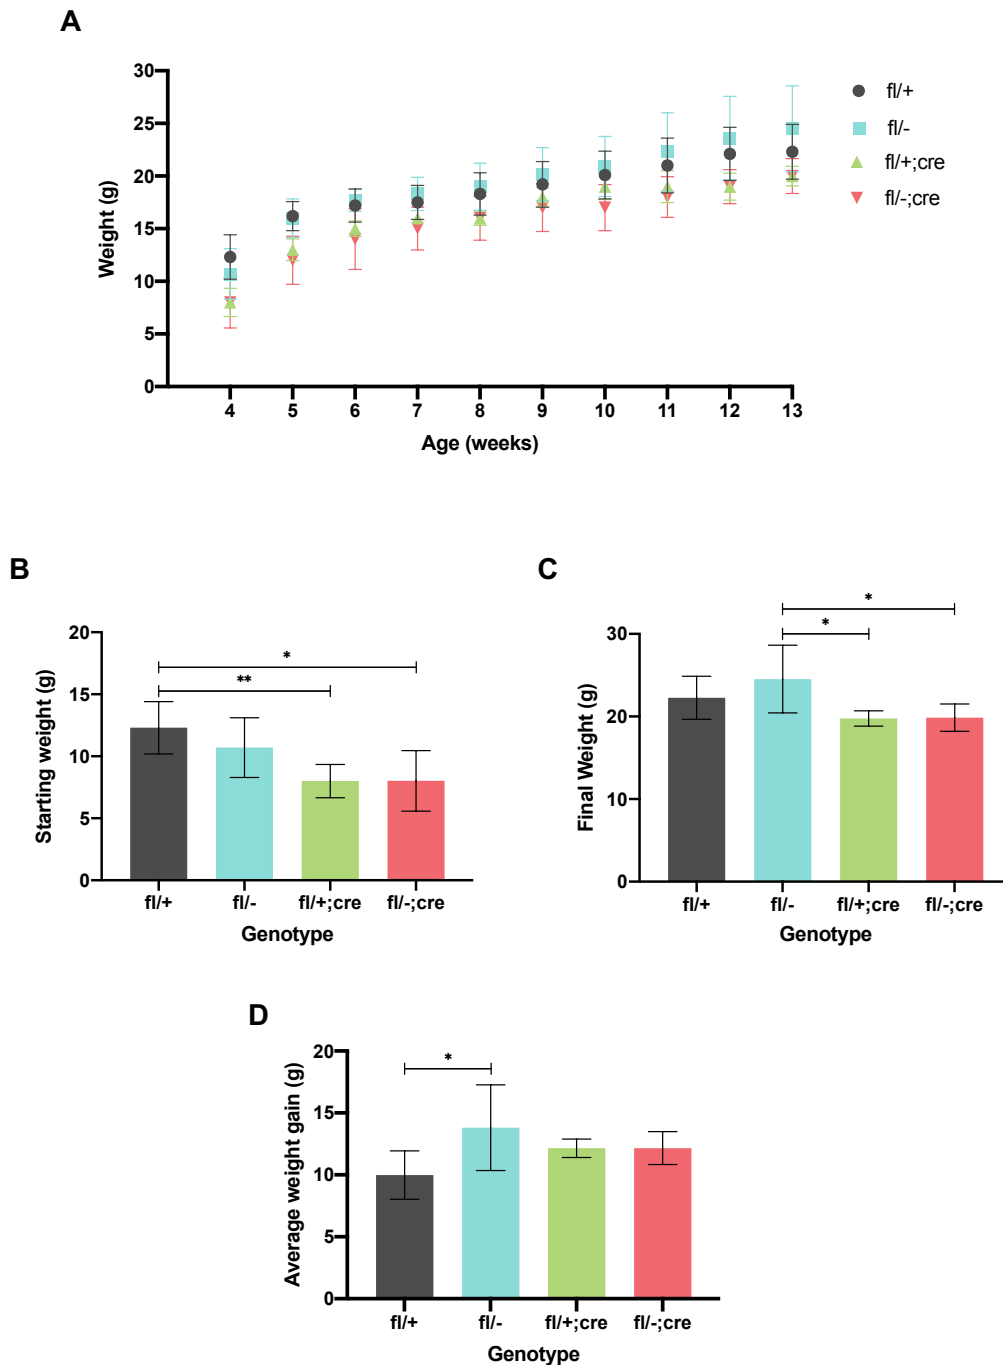 A
30
25
20
15
10
5
0
Weight (g)
4 5 6 7 8 9 10 11 12 13
Age (weeks)
fl/+
fl/-
fl/+;cre
fl/-;cre
B
20
15
10
5
0
Starting weight (g)
*
**
fl/+ fl/- fl/+;cre fl/-;cre
Genotype
C
30
20
10
0
Final Weight (g)
*
*
fl/+ fl/- fl/+;cre fl/-;cre
Genotype
D
20
15
10
5
0
Average weight gain (g)
*
fl/+ fl/- fl/+;cre fl/-;cre
Genotype